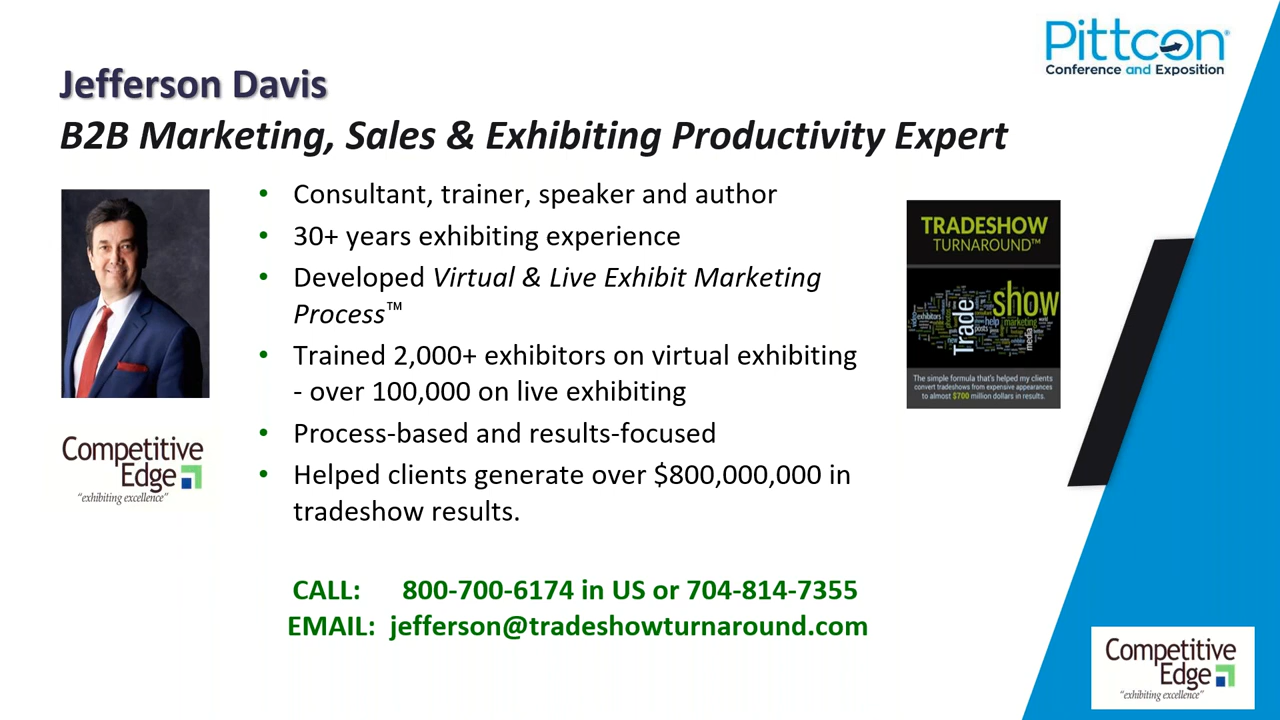 Pittcon
Conference and Exposition
Jefferson Davis
B2B Marketing, Sales & Exhibiting Productivity Expert
• Consultant, trainer, speaker and author
• 30+ years exhibiting experience
• Developed Virtual & Live Exhibit Marketing
Process™
• Trained 2,000+ exhibitors on virtual exhibiting
- over 100,000 on live exhibiting
• Process-based and results-focused
• Helped clients generate over $800,000,000 in
tradeshow results.
CALL: 800-700-6174 in US or 704-814-7355
EMAIL: jefferson@tradeshowturnaround.com
Competitive
Edge
"exhibiting excellence"
TRADESHOW
TURNAROUND™
Trade
show
exhibitors
help
marketing
posts
media
The simple formula that's helped my clients
convert tradeshows from expensive appearances
to almost $700 million dollars in results.
Competitive
Edge
"exhibiting excellence"